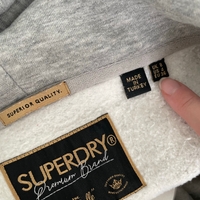 SUPERIOR QUALITY.
MADE IN
TURKEY
SUPERDRY®
Premium Brand